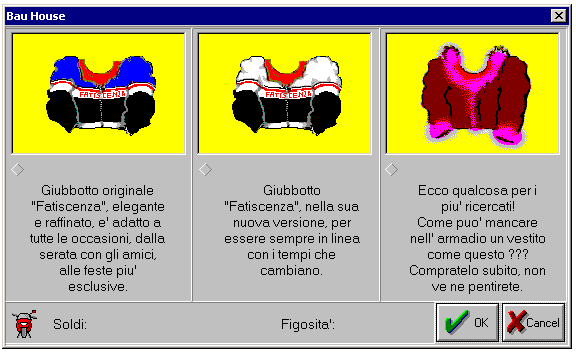 Bau House
FATISCENZA
FATISCENZA
Giubbotto originale
"Fatiscenza", elegante
e raffinato, e' adatto a
tutte le occasioni, dalla
serata con gli amici,
alle feste piu'
esclusive.
Giubbotto
"Fatiscenza", nella sua
nuova versione, per
essere sempre in linea
con i tempi che
cambiano.
Ecco qualcosa per i
piu' ricercati!
Come puo' mancare
nell' armadio un vestito
come questo ???
Compratelo subito, non
ve ne pentirete.
Soldi:
Figosita':
OK
Cancel